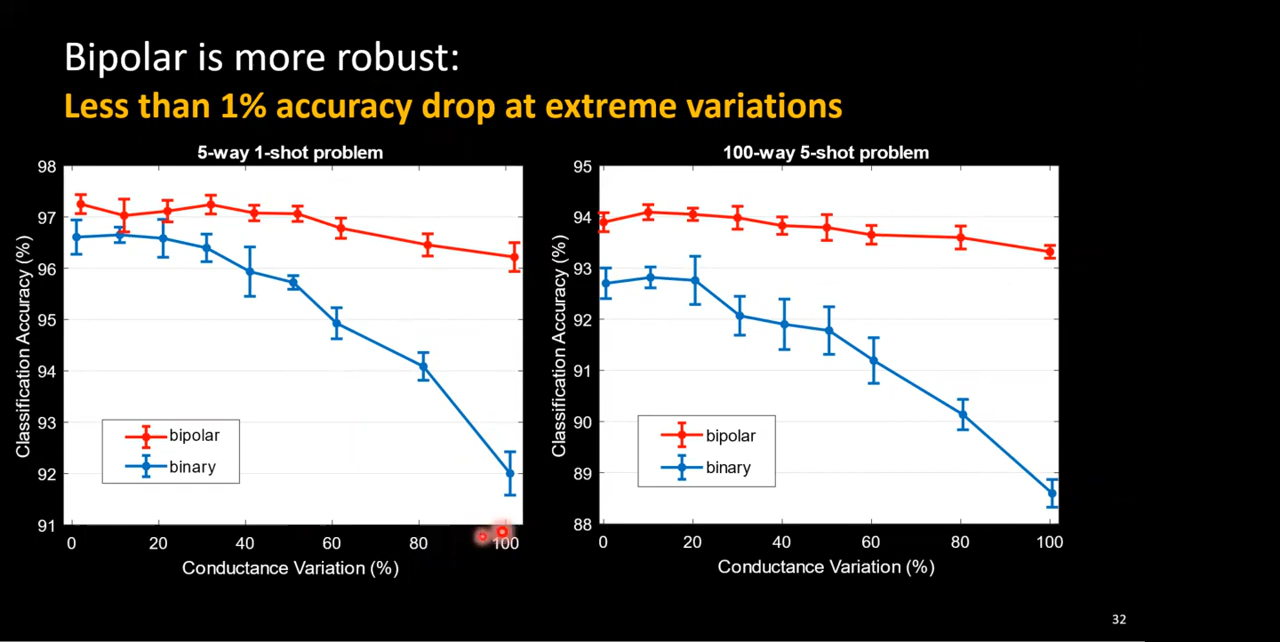 Bipolar is more robust:
Less than 1% accuracy drop at extreme variations
5-way 1-shot problem
98
97
96
95
94
93
92
91
Classification Accuracy (%)
bipolar
binary
0 20 40 60 80 100
Conductance Variation (%)
100-way 5-shot problem
95
94
93
92
91
90
89
88
Classification Accuracy (%)
bipolar
binary
0 20 40 60 80 100
Conductance Variation (%)
32